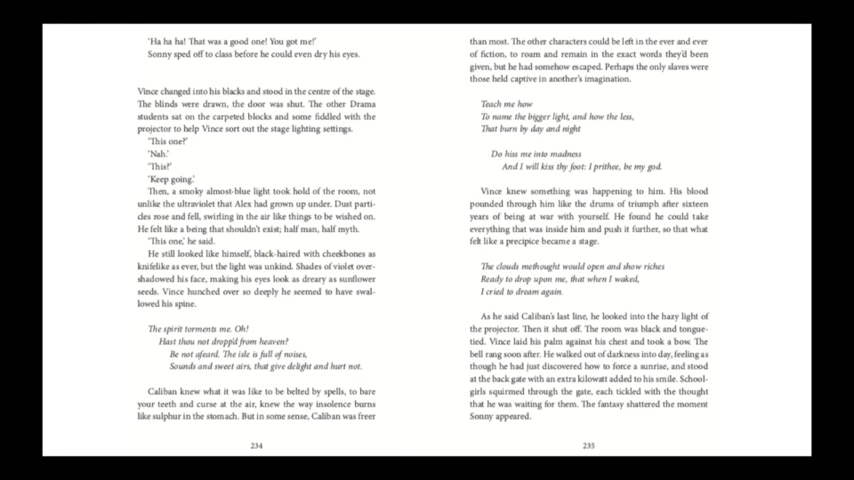 ‘Ha ha ha! That was a good one! You got me!’
Sonny sped off to class before he could even dry his eyes.
Vince changed into his blacks and stood in the centre of the stage.
The blinds were drawn, the door was shut. The other Drama
students sat on the carpeted blocks and some fiddled with the
projector to help Vince sort out the stage lighting settings.
‘This one?’
‘Nah.’
‘This?’
‘Keep going.’
Then, a smoky almost-blue light took hold of the room, not
unlike the ultraviolet that Alex had grown up under. Dust parti-
cles rose and fell, swirling in the air like things to be wished on.
He felt like a being that shouldn’t exist; half man, half myth.
‘This one,’ he said.
He still looked like himself, black-haired with cheekbones as
knifelike as ever, but the light was unkind. Shades of violet over-
shadowed his face, making his eyes look as dreary as sunflower
seeds. Vince hunched over so deeply he seemed to have swal-
lowed his spine.
The spirit torments me. Oh!
Hast thou not dropp’d from heaven?
Be not afeard. The isle is full of noises,
Sounds and sweet airs, that give delight and hurt not.
Caliban knew what it was like to be belted by spells, to bare
your teeth and curse at the air, knew the way insolence burns
like sulphur in the stomach. But in some sense, Caliban was freer
234
than most. The other characters could be left in the ever and ever
of fiction, to roam and remain in the exact words they’d been
given, but he had somehow escaped. Perhaps the only slaves were
those held captive in another’s imagination.
Teach me how
To name the bigger light, and how the less,
That burn by day and night
Do hiss me into madness
And I will kiss thy foot: I prithee, be my god.
Vince knew something was happening to him. His blood
pounded through him like the drums of triumph after sixteen
years of being at war with yourself. He found he could take
everything that was inside him and push it further, so that what
felt like a precipice became a stage.
The clouds methought would open and show riches
Ready to drop upon me, that when I waked,
I cried to dream again.
As he said Caliban’s last line, he looked into the hazy light of
the projector. Then it shut off. The room was black and tongue-
tied. Vince laid his palm against his chest and took a bow. The
bell rang soon after. He walked out of darkness into day, feeling as
though he had just discovered how to force a sunrise, and stood
at the back gate with an extra kilowatt added to his smile. School-
girls squirmed through the gate, each tickled with the thought
that he was waiting for them. The fantasy shattered the moment
Sonny appeared.
235